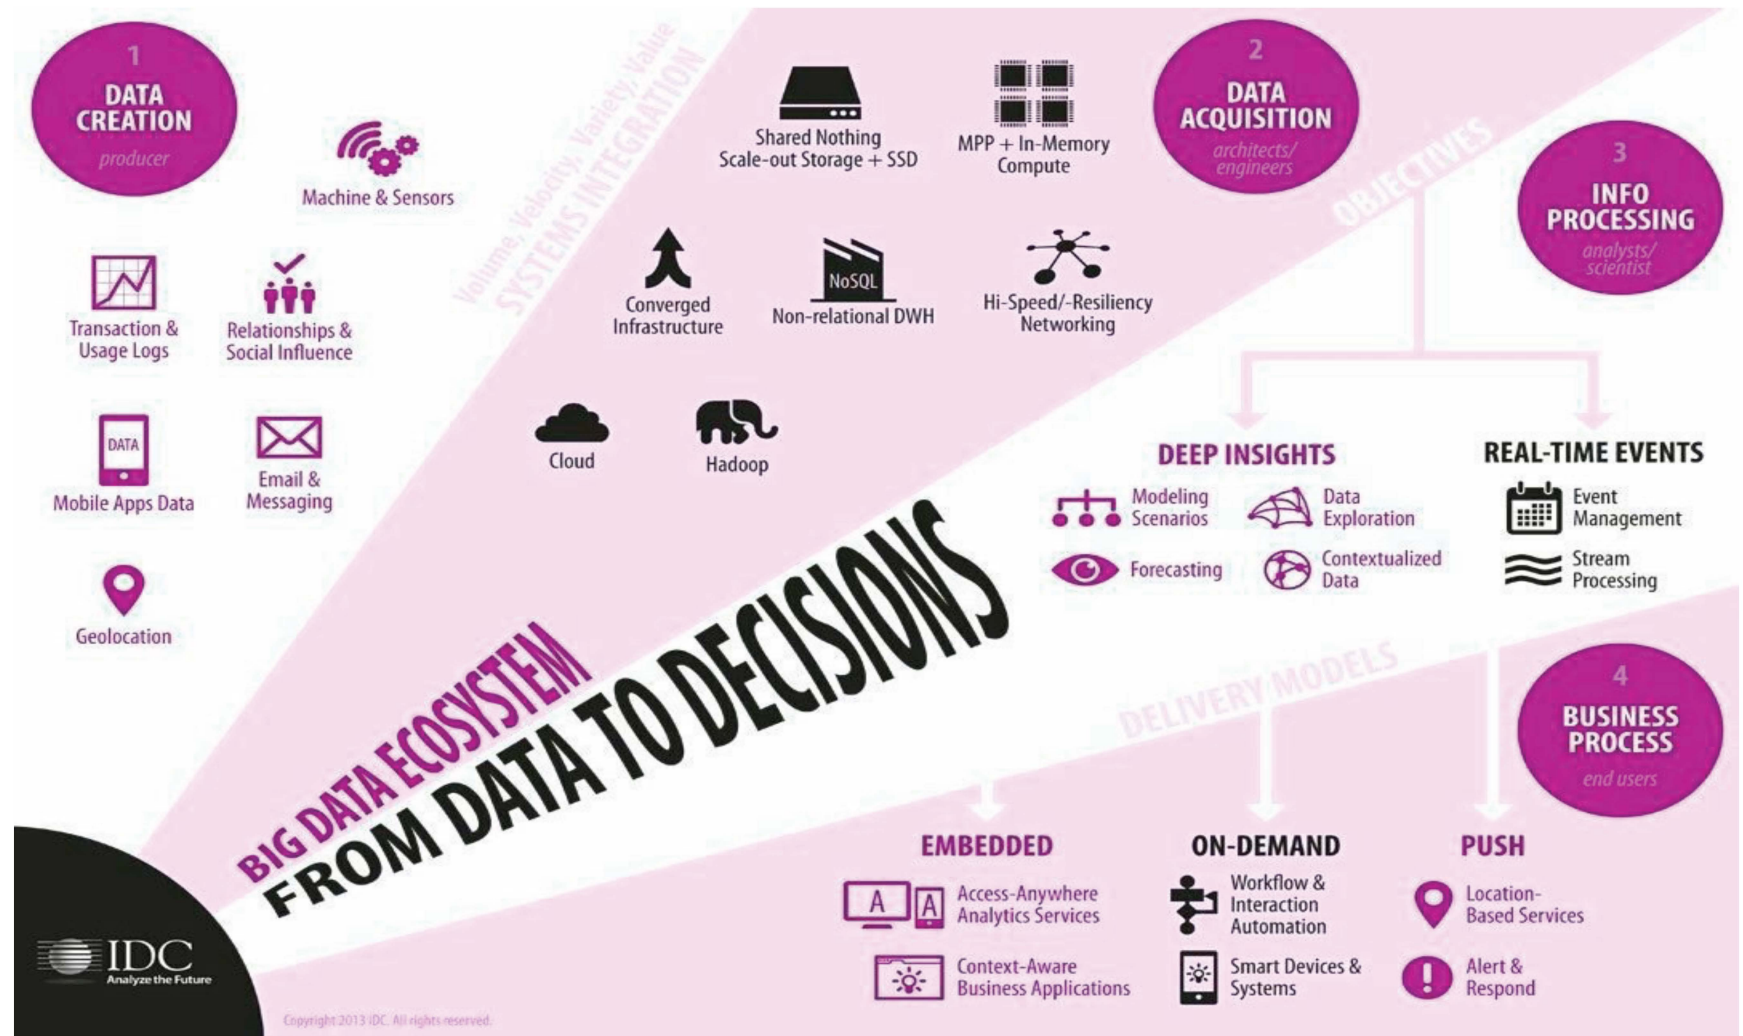 1
DATA
CREATION
producer
Machine & Sensors
Transaction &
Usage Logs
Relationships &
Social Influence
DATA
Mobile Apps Data
Email &
Messaging
Geolocation
Volume, Velocity, Variety, Value
SYSTEMS INTEGRATION
2
DATA
ACQUISITION
architects/
engineers
Shared Nothing
Scale-out Storage + SSD
MPP + In-Memory
Compute
Converged
Infrastructure
NoSQL
Non-relational DWH
Hi-Speed/-Resiliency
Networking
Cloud
Hadoop
OBJECTIVES
3
INFO
PROCESSING
analysts/
scientist
DEEP INSIGHTS
Modeling
Scenarios
Data
Exploration
Forecasting
Contextualized
Data
REAL-TIME EVENTS
Event
Management
Stream
Processing
BIG DATA ECOSYSTEM
FROM DATA TO DECISIONS
DELIVERY MODELS
4
BUSINESS
PROCESS
end users
EMBEDDED
A
A
Access-Anywhere
Analytics Services
Context-Aware
Business Applications
ON-DEMAND
Workflow &
Interaction
Automation
Smart Devices &
Systems
PUSH
Location-
Based Services
Alert &
Respond
IDC
Analyze the Future
Copyright 2013 IDC. All rights reserved.